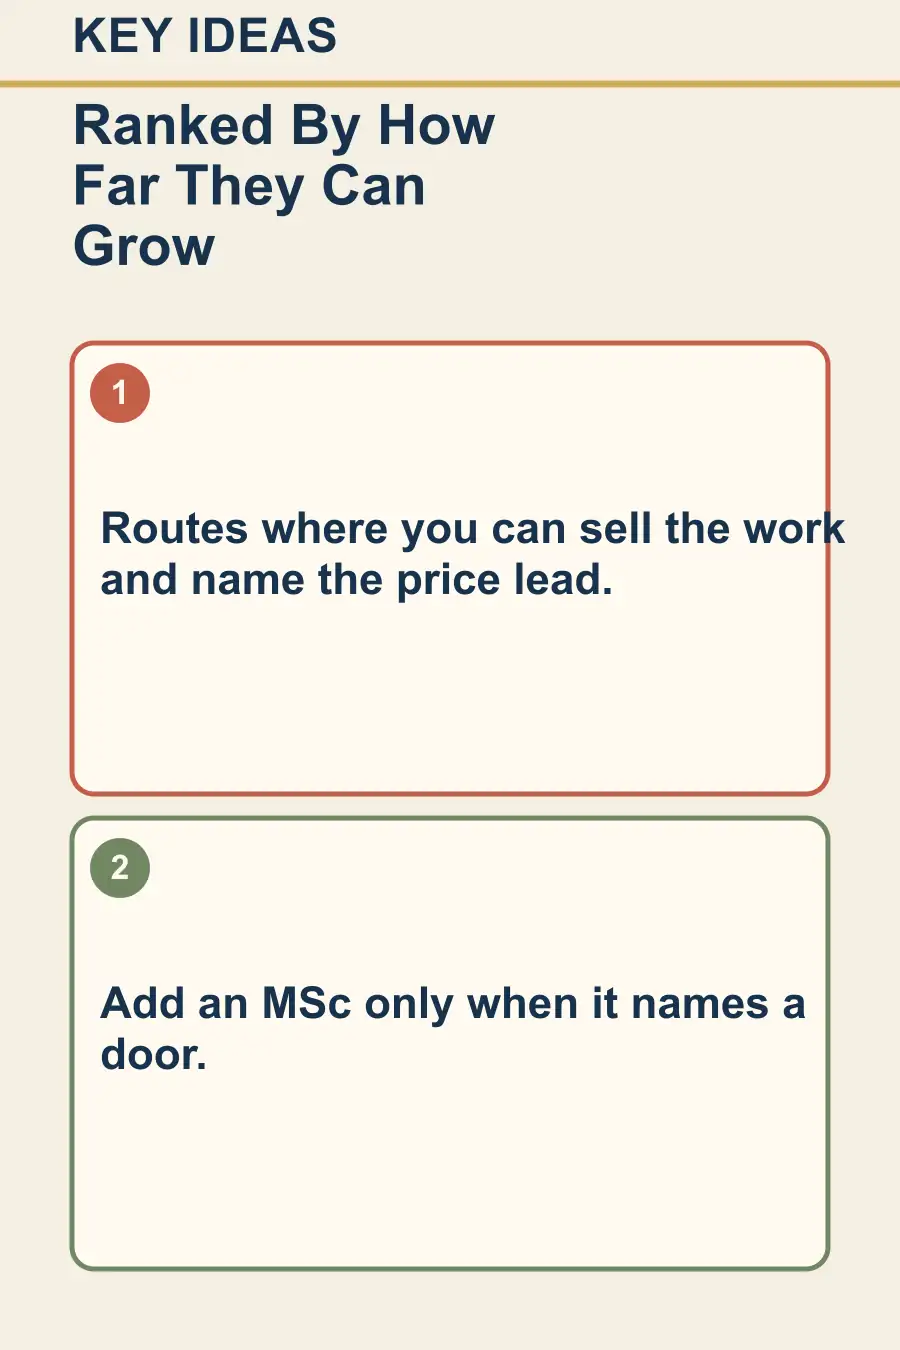 KEY IDEAS
Ranked By How
Far They Can
Grow
1
Routes where you can sell the work
and name the price lead.
2
Add an MSc only when it names a
door.